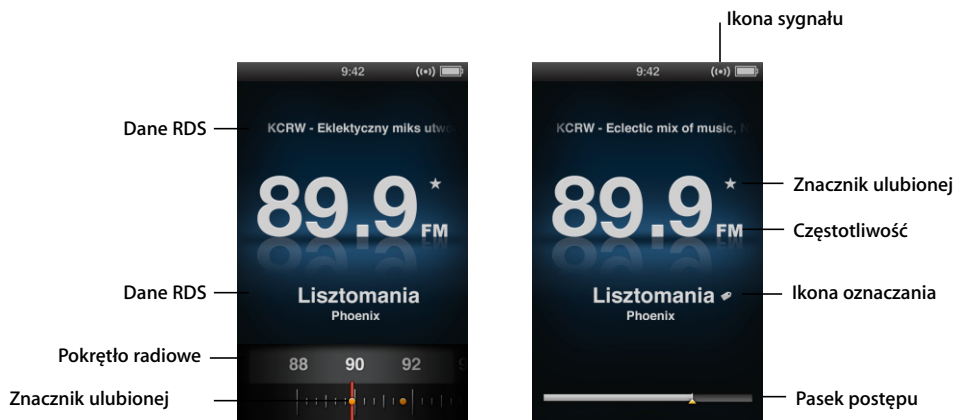 Ikona sygnału
9:42
9:42
Dane RDS
KCRW - Eklektyczny miks utwo
KCRW - Eclectic mix of music,
89.9 FM
89.9 FM
Znacznik ulubionej
Częstotliwość
Dane RDS
Lisztomania
Phoenix
Lisztomania
Phoenix
Ikona oznaczania
Pokrętło radiowe
88 90 92
Znacznik ulubionej
Pasek postępu